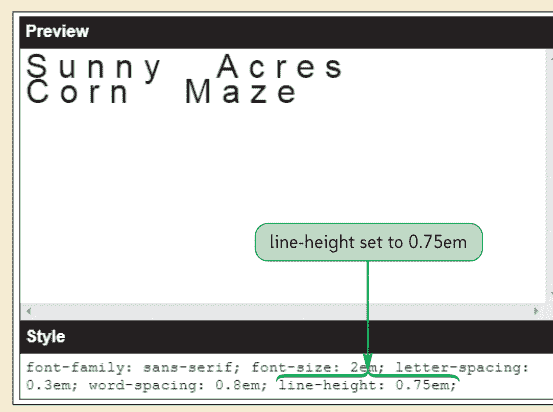 Preview
Sunny Acres
Corn Maze
line-height set to 0.75em
Style
font-family: sans-serif; font-size: 2em; letter-spacing:
0.3em; word-spacing: 0.8em; line-height: 0.75em;